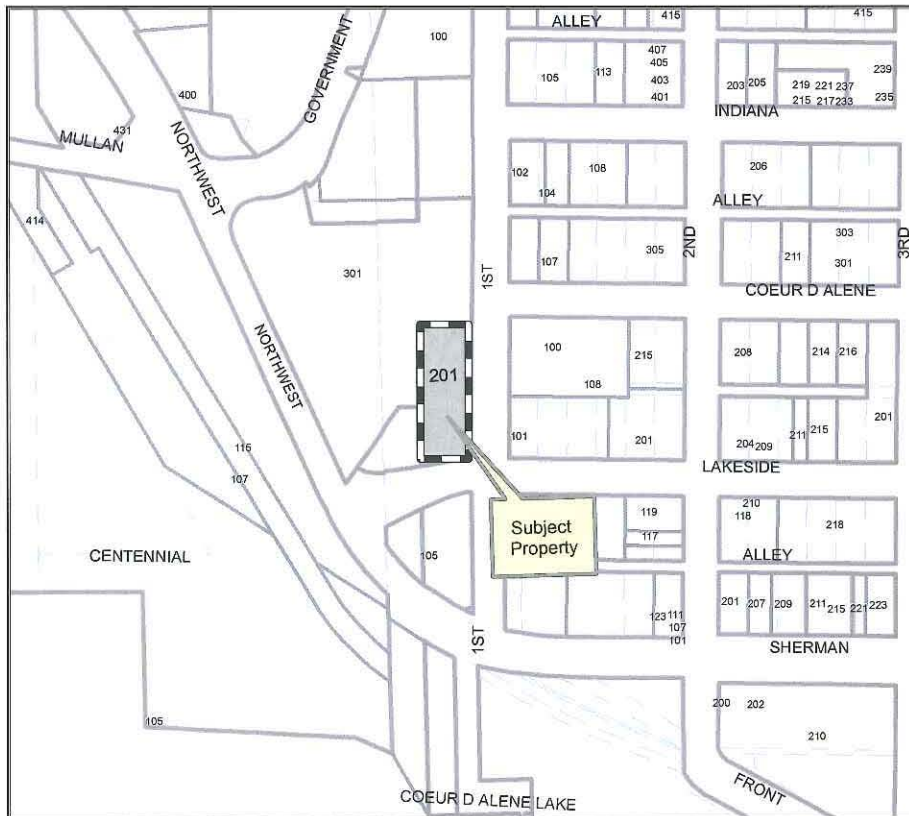 ALLEY
415
415
100
GOVERNMENT
407
405
403
401
105
113
203
205
219 221 237
215 217 233
239
235
INDIANA
400
431
MULLAN
NORTHWEST
102
104
108
206
ALLEY
414
301
1ST
107
305
2ND
211
303
301
3RD
COEUR D ALENE
NORTHWEST
201
100
108
215
208
214
216
101
201
204 209
211
215
201
LAKESIDE
116
107
Subject
Property
119
117
210
118
218
ALLEY
CENTENNIAL
105
1ST
123
111
107
101
201
207
209
211
215
221
223
SHERMAN
105
200
202
210
FRONT
COEUR D ALENE LAKE